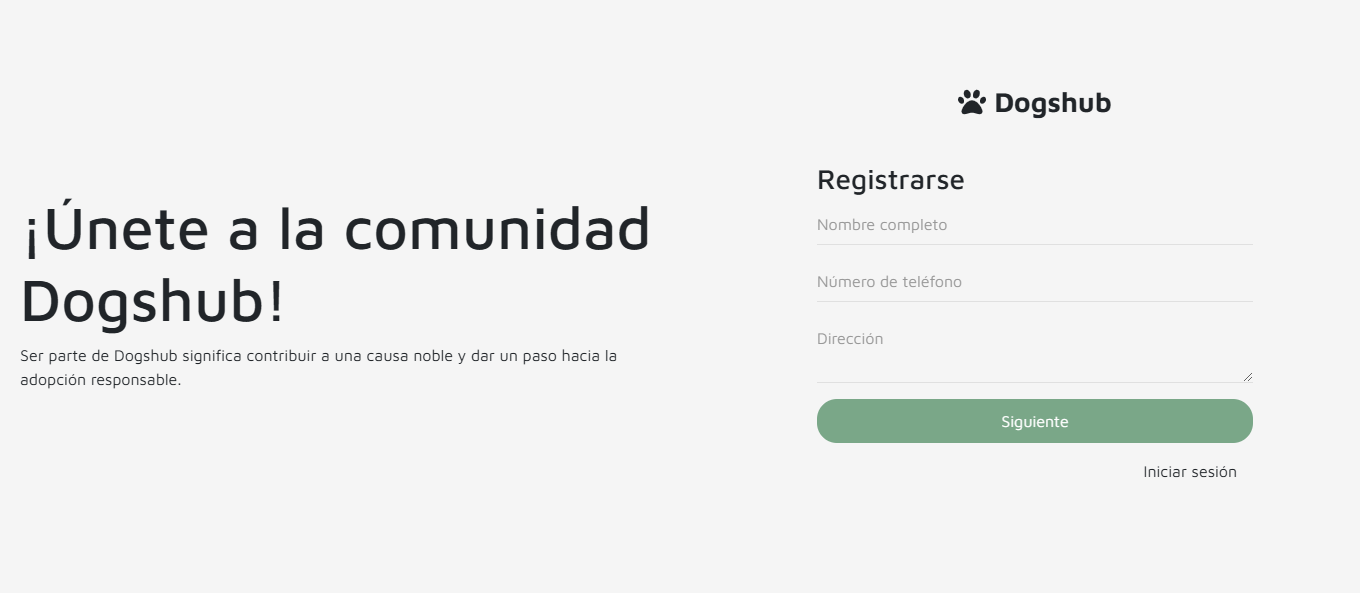 ¡Únete a la comunidad
Dogshub!
Ser parte de Dogshub significa contribuir a una causa noble y dar un paso hacia la
adopción responsable.
Dogshub
Registrarse
Nombre completo
Número de teléfono
Dirección
Siguiente
Iniciar sesión